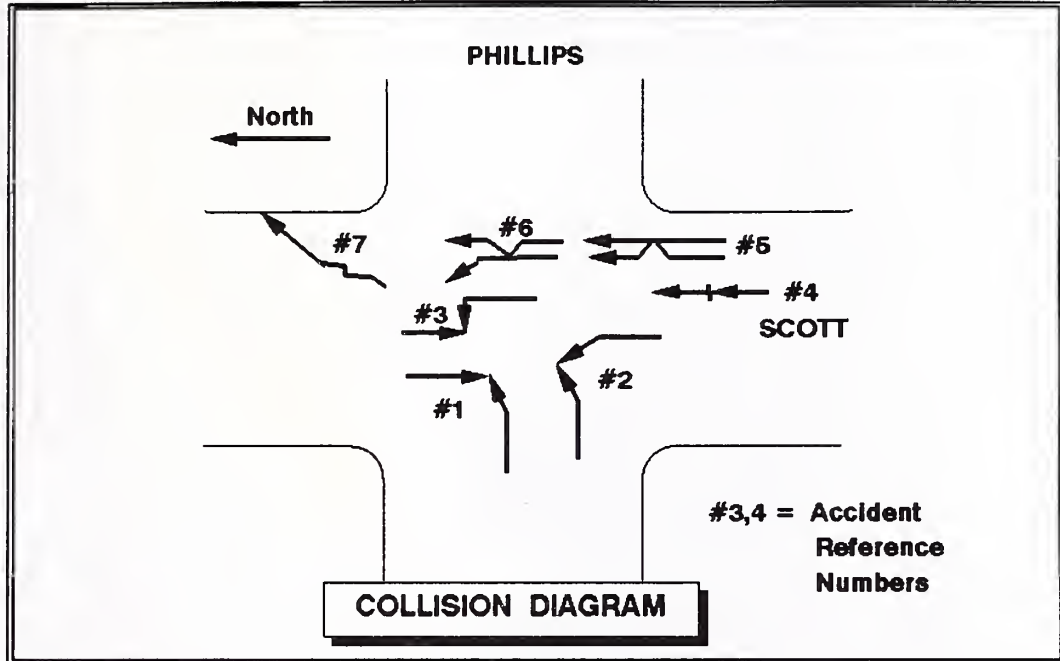 PHILLIPS
North
#6
#7
#5
#4
#3
SCOTT
#2
#1
#3,4 = Accident
Reference
Numbers
COLLISION DIAGRAM